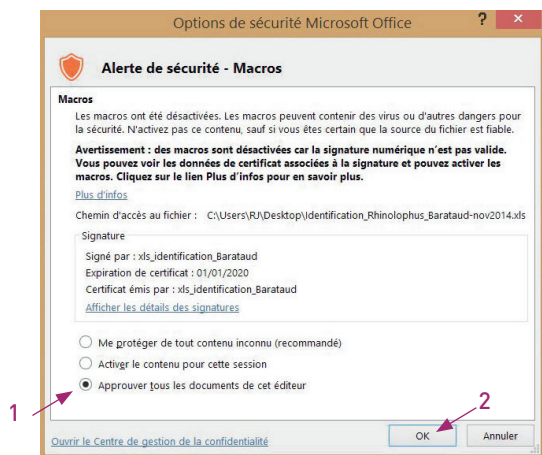 Options de sécurité Microsoft Office
? ×
Alerte de sécurité - Macros
Macros
Les macros ont été désactivées. Les macros peuvent contenir des virus ou d'autres dangers pour
la sécurité. N'activez pas ce contenu, sauf si vous êtes certain que la source du fichier est fiable.
Avertissement : des macros sont désactivées car la signature numérique n'est pas valide.
Vous pouvez voir les données de certificat associées à la signature et pouvez activer les
macros. Cliquez sur le lien Plus d'infos pour en savoir plus.
Plus d'infos
Chemin d'accès au fichier : C:\Users\RJ\Desktop\Identification_Rhinolophus_Barataud-nov2014.xls
Signature
Signé par : xls_identification_Barataud
Expiration de certificat : 01/01/2020
Certificat émis par : xls_identification_Barataud
Afficher les détails des signatures
Me protéger de tout contenu inconnu (recommandé)
Activer le contenu pour cette session
Approuver tous les documents de cet éditeur
1
2
Ouvrir le Centre de gestion de la confidentialité
OK
Annuler